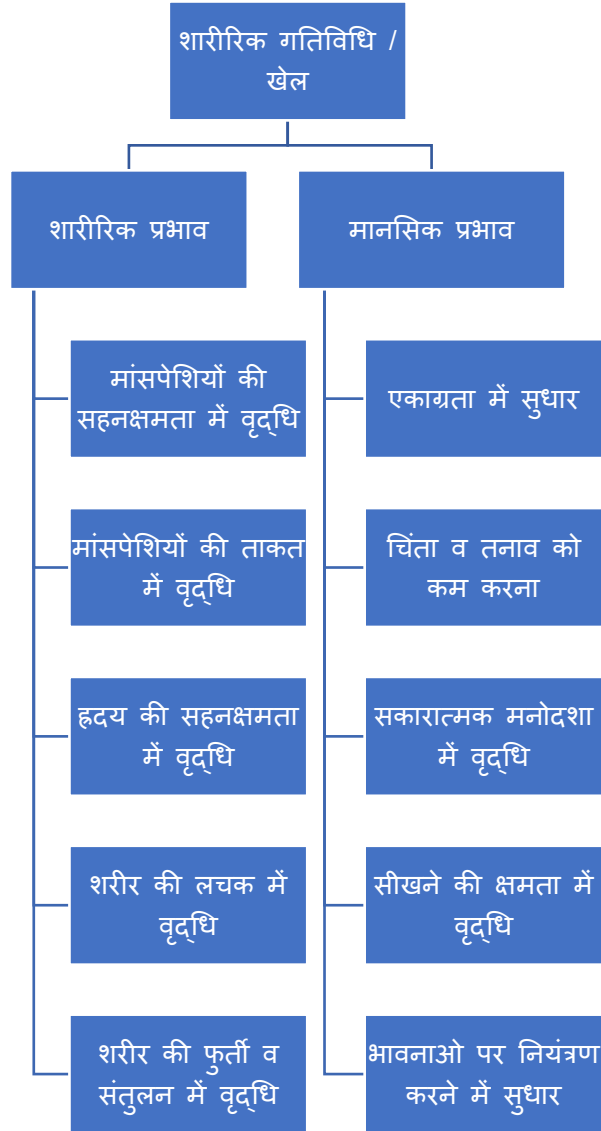 शारीरिक गतिविधि /
खेल
शारीरिक प्रभाव
मांसपेशियों की
सहनक्षमता में वृद्धि
मांसपेशियों की ताकत
में वृद्धि
ह्रदय की सहनक्षमता
में वृद्धि
शरीर की लचक में
वृद्धि
शरीर की फुर्ती व
संतुलन में वृद्धि
मानसिक प्रभाव
एकाग्रता में सुधार
चिंता व तनाव को
कम करना
सकारात्मक मनोदशा
में वृद्धि
सीखने की क्षमता में
वृद्धि
भावनाओ पर नियंत्रण
करने में सुधार